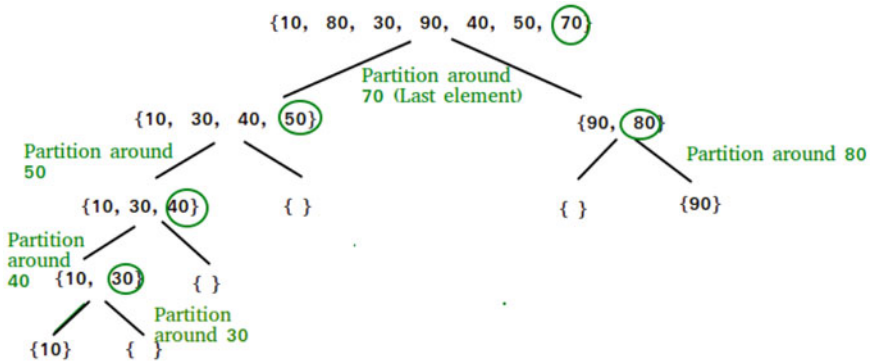 {10, 80, 30, 90, 40, 50, 70}
Partition around
70 (Last element)
{10, 30, 40, 50}
{90, 80}
Partition around
50
Partition around 80
{10, 30, 40}
{ }
{ }
{90}
Partition
around
40
{10, 30}
{ }
Partition
around 30
{10}
{ }